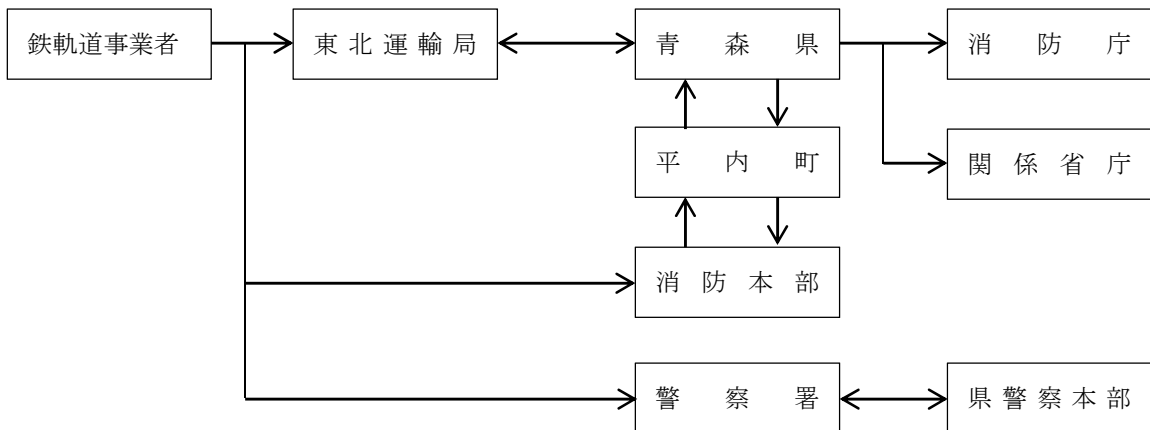 鉄軌道事業者
東北運輸局
青森県
消防庁
平内町
関係省庁
消防本部
警察署
県警察本部